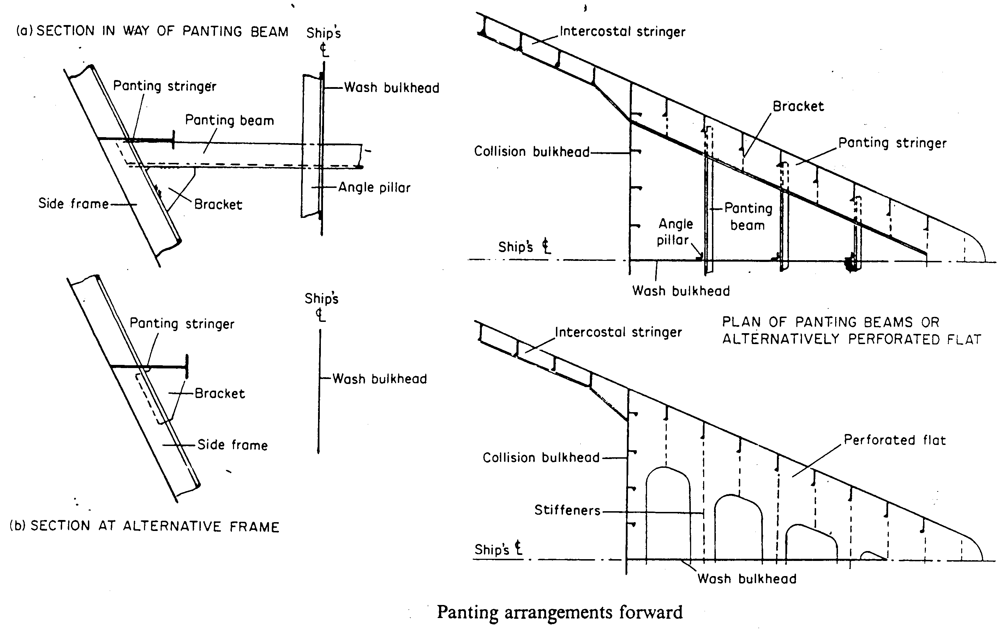 (a) SECTION IN WAY OF PANTING BEAM
Ship's
℄
Panting stringer
Wash bulkhead
Panting beam
Angle pillar
Side frame
Bracket
Ship's
℄
Panting stringer
Wash bulkhead
Bracket
Side frame
(b) SECTION AT ALTERNATIVE FRAME
Intercostal stringer
Bracket
Panting stringer
Collision bulkhead
Panting
beam
Angle
pillar
Ship's ℄
Wash bulkhead
PLAN OF PANTING BEAMS OR
ALTERNATIVELY PERFORATED FLAT
Intercostal stringer
Perforated flat
Collision bulkhead
Stiffeners
Ship's ℄
Wash bulkhead
Panting arrangements forward